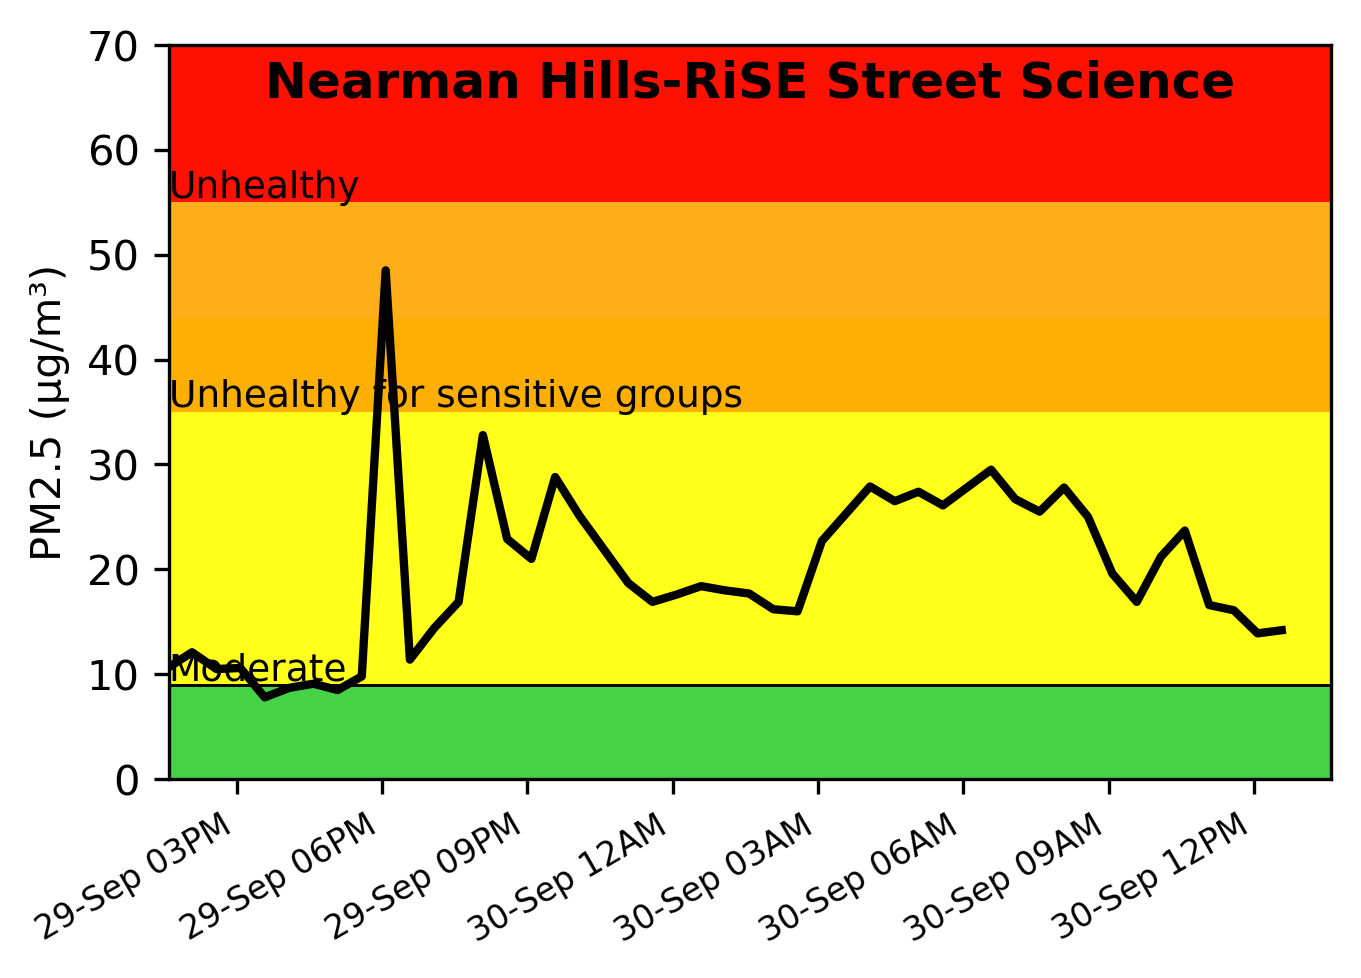 Nearman Hills-RiSE Street Science
70
60
50
40
30
20
10
0
PM2.5 (µg/m³)
Unhealthy
Unhealthy for sensitive groups
Moderate
29-Sep 03PM
29-Sep 06PM
29-Sep 09PM
30-Sep 12AM
30-Sep 03AM
30-Sep 06AM
30-Sep 09AM
30-Sep 12PM